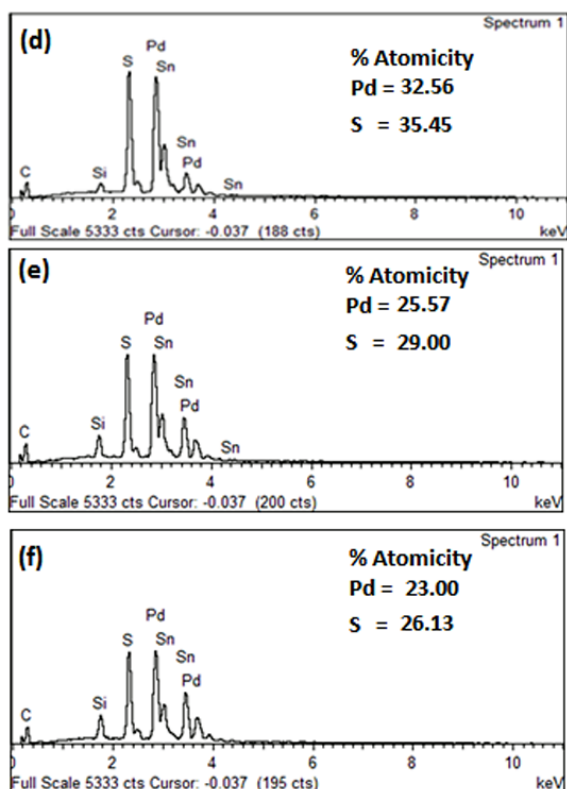 (d)
Spectrum 1
% Atomicity
Pd = 32.56
S = 35.45
S
Pd
Sn
Sn
Pd
Sn
C
Si
0 2 4 6 8 10
Full Scale 5333 cts Cursor: -0.037 (188 cts)
keV
(e)
Spectrum 1
% Atomicity
Pd = 25.57
S = 29.00
S
Pd
Sn
Sn
Pd
Sn
C
Si
0 2 4 6 8 10
Full Scale 5333 cts Cursor: -0.037 (200 cts)
keV
(f)
Spectrum 1
% Atomicity
Pd = 23.00
S = 26.13
S
Pd
Sn
Sn
Pd
C
Si
0 2 4 6 8 10
Full Scale 5333 cts Cursor: -0.037 (195 cts)
keV